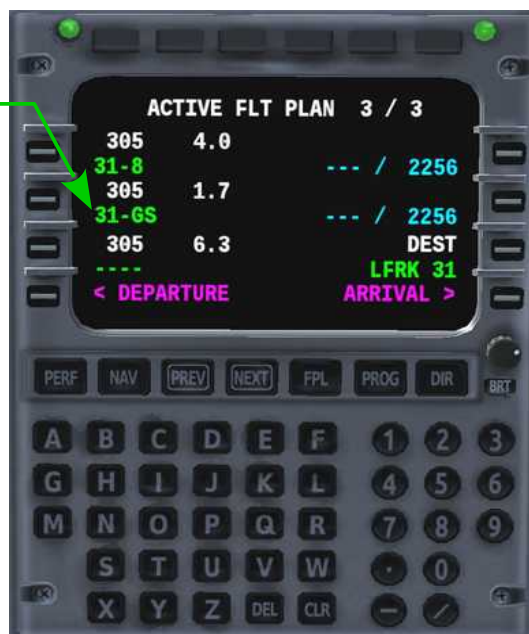 ACTIVE FLT PLAN 3 / 3
305 4.0
31-8 --- / 2256
305 1.7
31-GS --- / 2256
305 6.3 DEST
---- LFRK 31
< DEPARTURE ARRIVAL >
PERF NAV PREV NEXT FPL PROG DIR BRT
A B C D E F 1 2 3
G H I J K L 4 5 6
M N O P Q R 7 8 9
S T U V W · 0
X Y Z DEL CLR - /